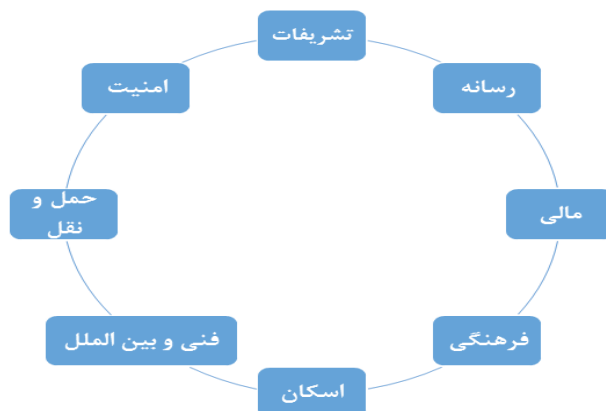 تشریفات
رسانه
مالی
فرهنگی
اسکان
فنی و بین الملل
حمل و
نقل
امنیت